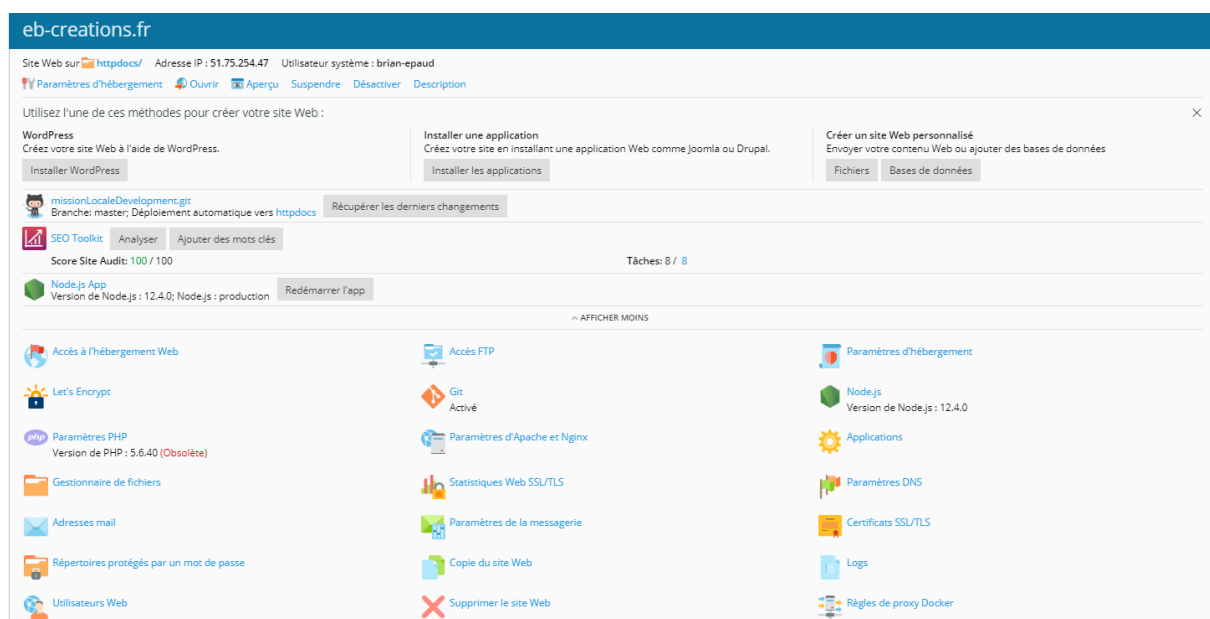 eb-creations.fr
Site Web sur httpdocs/ Adresse IP : 51.75.254.47 Utilisateur système : brian-epaud
Paramètres d'hébergement Ouvrir Aperçu Suspendre Désactiver Description
Utilisez l'une de ces méthodes pour créer votre site Web :
WordPress
Créez votre site Web à l'aide de WordPress.
Installer WordPress
Installer une application
Créez votre site en installant une application Web comme Joomla ou Drupal.
Installer les applications
Créer un site Web personnalisé
Envoyer votre contenu Web ou ajouter des bases de données
Fichiers Bases de données
missionLocaleDevelopment.git
Branche: master; Déploiement automatique vers httpdocs
Récupérer les derniers changements
SEO Toolkit Analyser Ajouter des mots clés
Score Site Audit: 100 / 100 Tâches: 8 / 8
Node.js App
Version de Node.js : 12.4.0; Node.js : production
Redémarrer l'app
AFFICHER MOINS
Accès à l'hébergement Web Accès FTP Paramètres d'hébergement
Let's Encrypt
Git
Activé
Node.js
Version de Node.js : 12.4.0
php
Paramètres PHP
Version de PHP : 5.6.40 (Obsolète)
Paramètres d'Apache et Nginx
Applications
Gestionnaire de fichiers Statistiques Web SSL/TLS Paramètres DNS
Adresses mail Paramètres de la messagerie Certificats SSL/TLS
Répertoires protégés par un mot de passe Copie du site Web Logs
Utilisateurs Web Supprimer le site Web Règles de proxy Docker